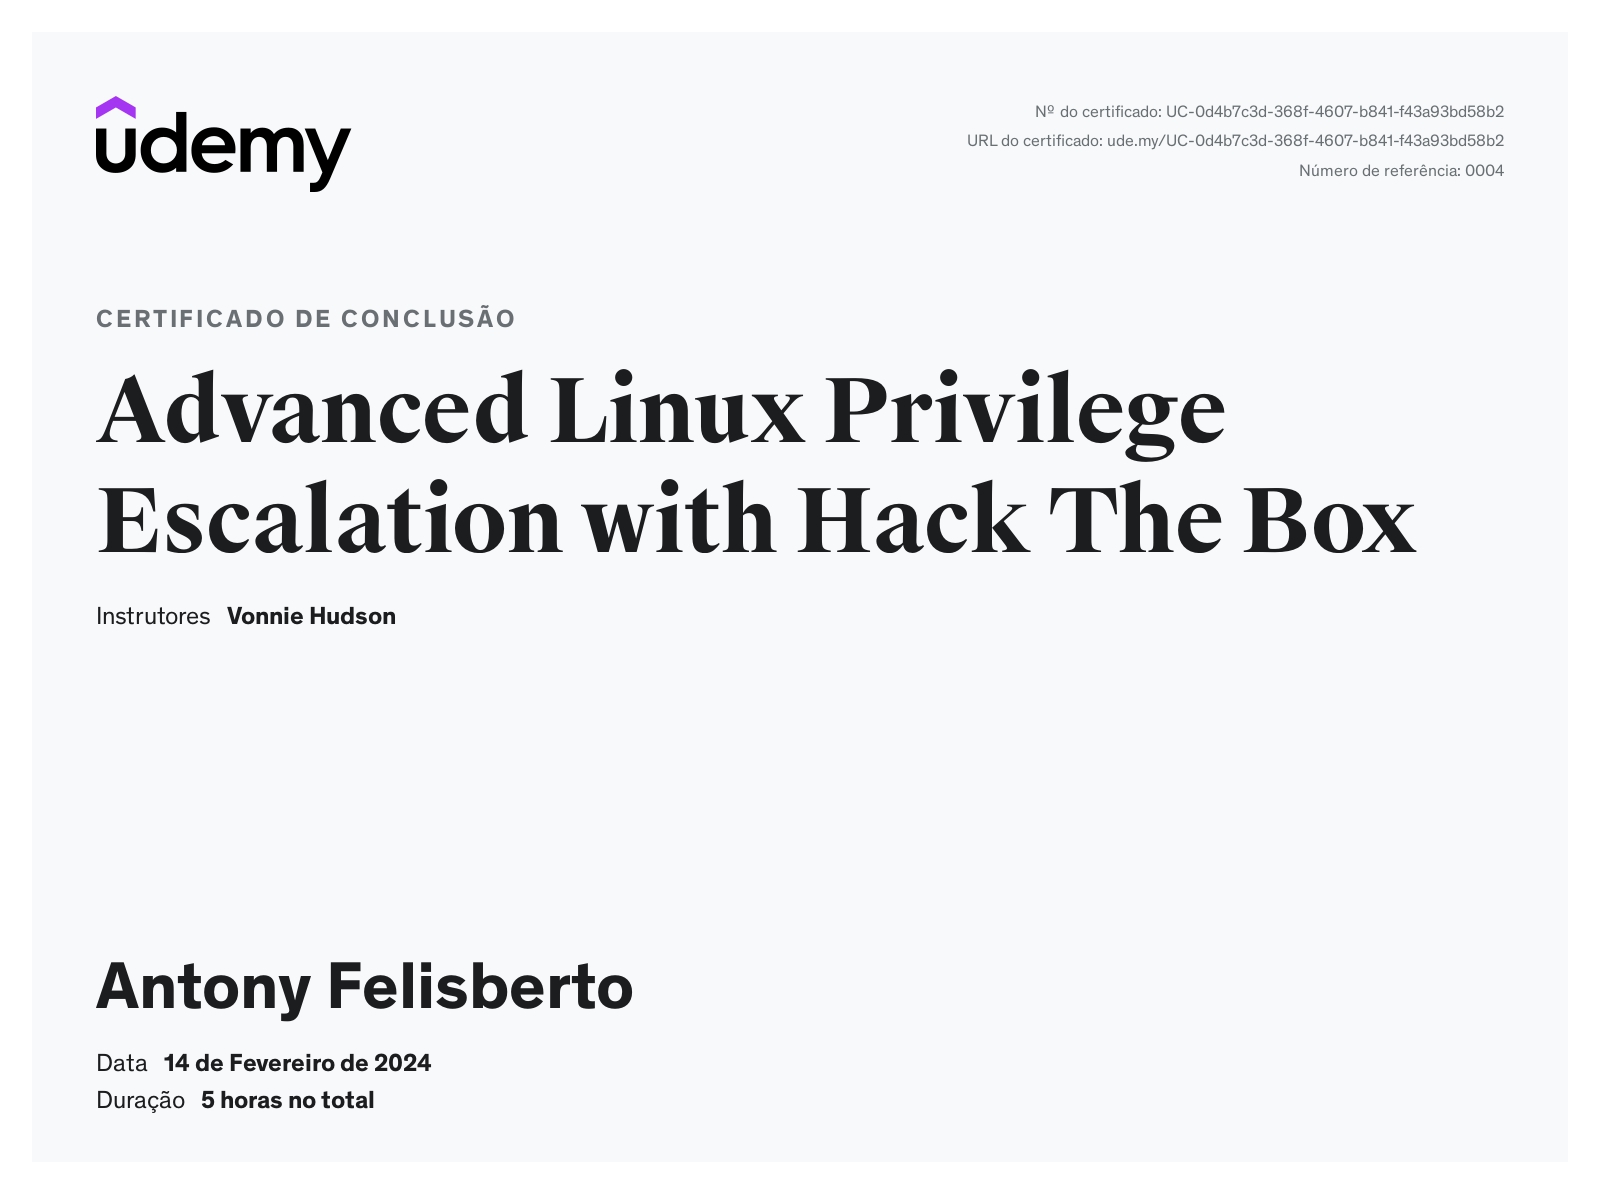 udemy
Nº do certificado: UC-0d4b7c3d-368f-4607-b841-f43a93bd58b2
URL do certificado: ude.my/UC-0d4b7c3d-368f-4607-b841-f43a93bd58b2
Número de referência: 0004
CERTIFICADO DE CONCLUSÃO
Advanced Linux Privilege
Escalation with Hack The Box
Instrutores Vonnie Hudson
Antony Felisberto
Data 14 de Fevereiro de 2024
Duração 5 horas no total